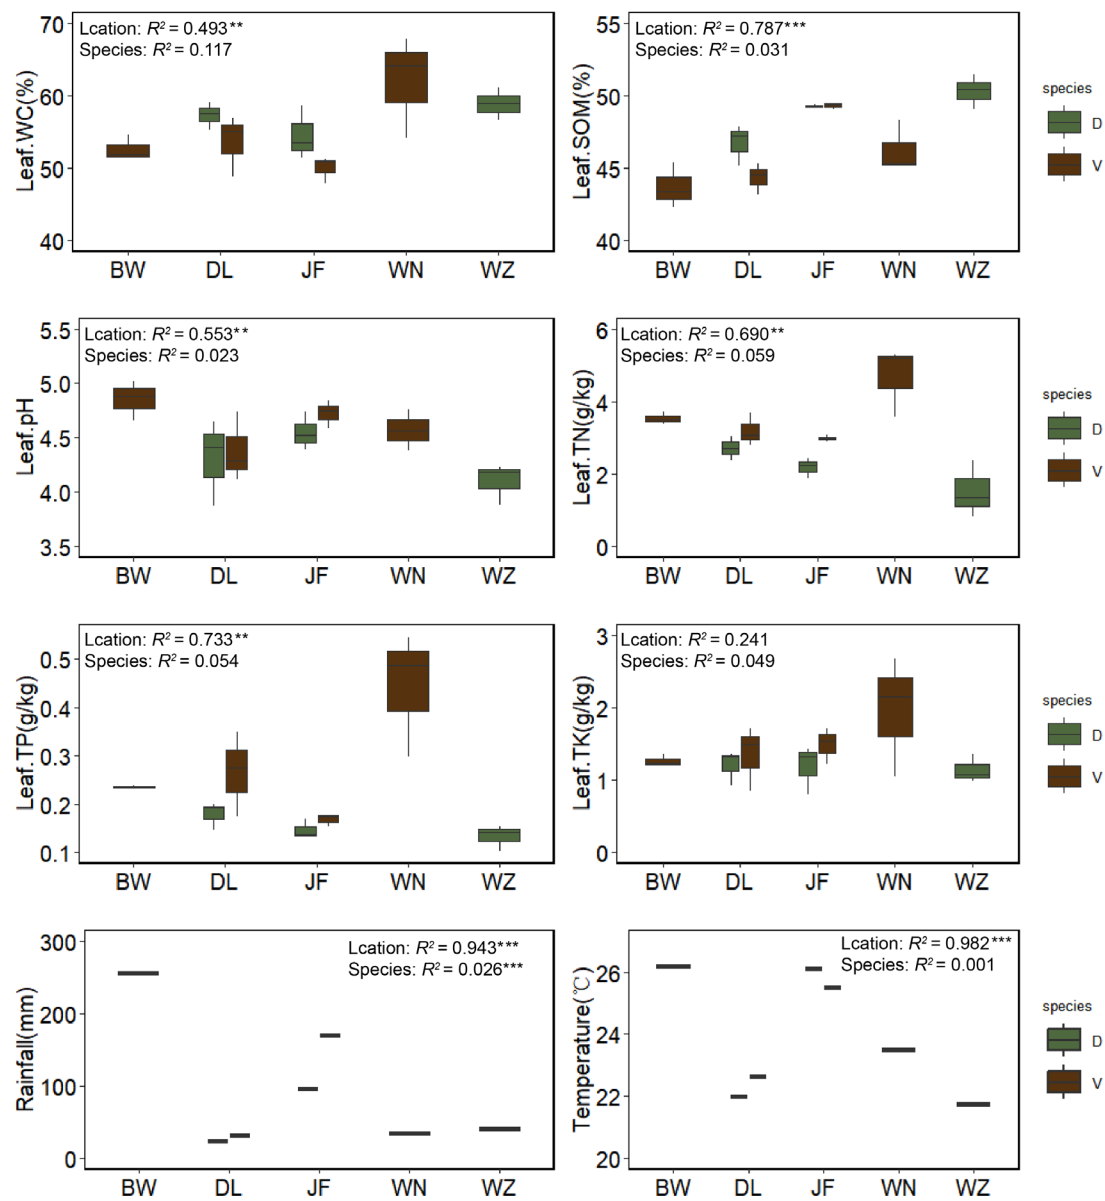 Lcation: R² = 0.493**
Species: R² = 0.117
Leaf.WC(%)
70
60
50
40
BW DL JF WN WZ
Lcation: R² = 0.787***
Species: R² = 0.031
Leaf.SOM(%)
55
50
45
40
BW DL JF WN WZ
species
D
V
Lcation: R² = 0.553**
Species: R² = 0.023
Leaf.pH
5.5
5.0
4.5
4.0
3.5
BW DL JF WN WZ
Lcation: R² = 0.690**
Species: R² = 0.059
Leaf.TN(g/kg)
6
4
2
0
BW DL JF WN WZ
species
D
V
Lcation: R² = 0.733**
Species: R² = 0.054
Leaf.TP(g/kg)
0.5
0.4
0.3
0.2
0.1
BW DL JF WN WZ
Lcation: R² = 0.241
Species: R² = 0.049
Leaf.TK(g/kg)
3
2
1
0
BW DL JF WN WZ
species
D
V
Lcation: R² = 0.943***
Species: R² = 0.026***
Rainfall(mm)
300
200
100
0
BW DL JF WN WZ
Lcation: R² = 0.982***
Species: R² = 0.001
Temperature(℃)
26
24
22
20
BW DL JF WN WZ
species
D
V